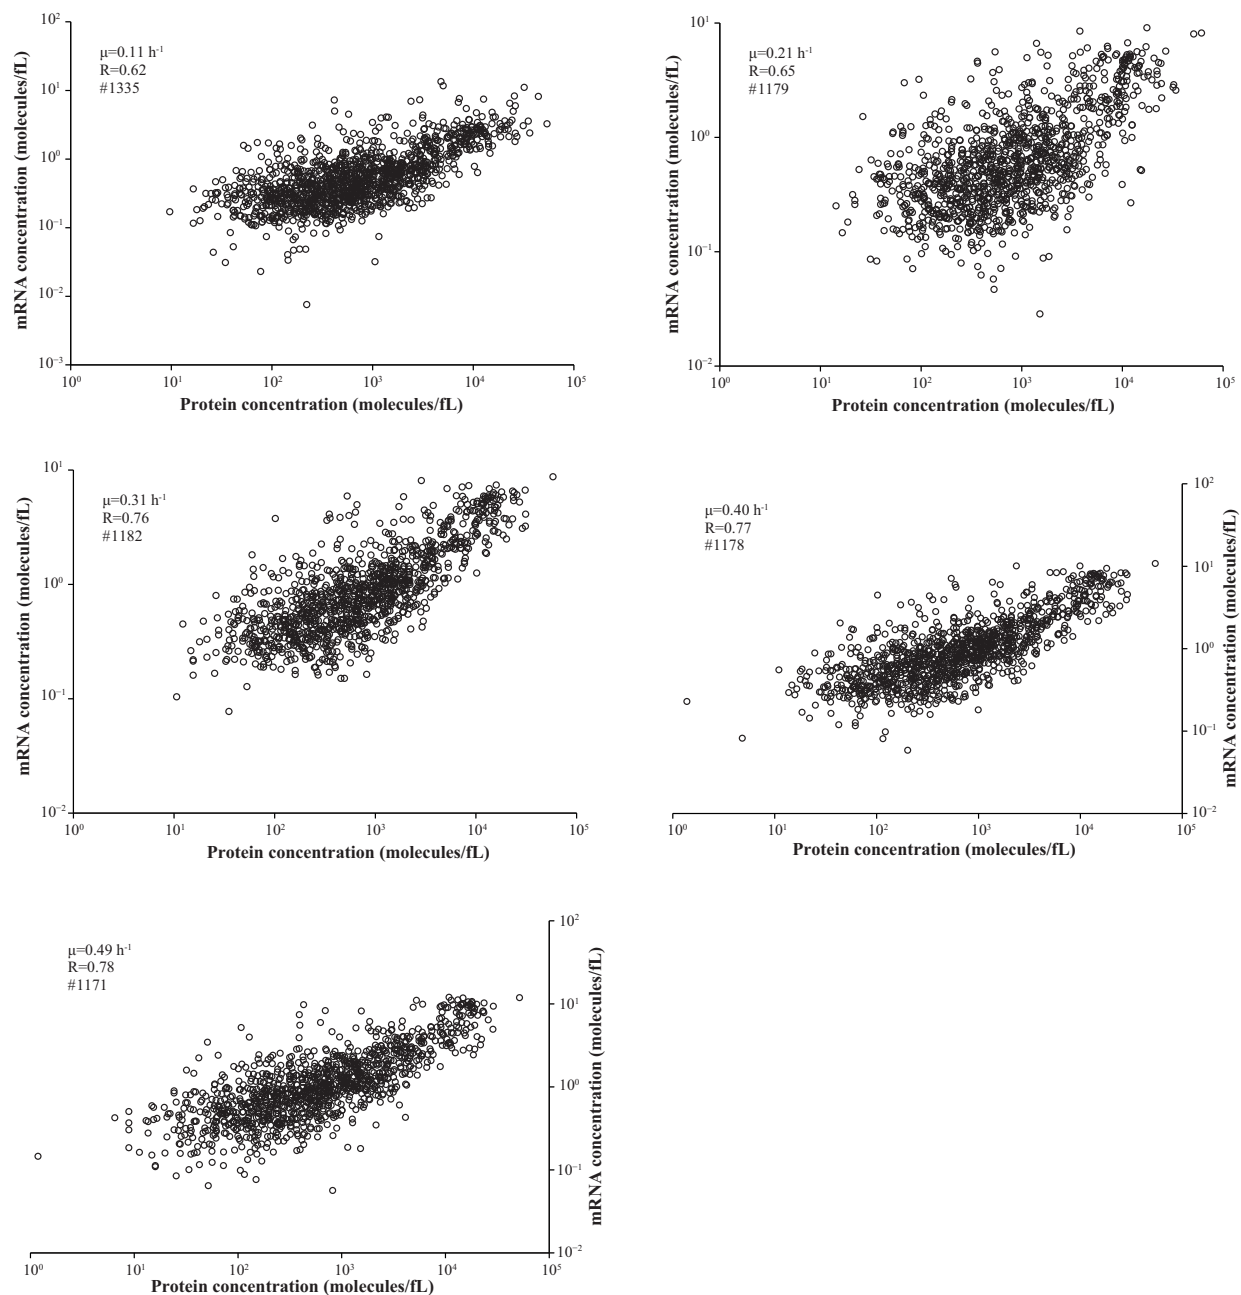 μ=0.11 h⁻¹
R=0.62
#1335
mRNA concentration (molecules/fL)
10²
10¹
10⁰
10⁻¹
10⁻²
10⁻³
10⁰ 10¹ 10² 10³ 10⁴ 10⁵
Protein concentration (molecules/fL)
μ=0.21 h⁻¹
R=0.65
#1179
mRNA concentration (molecules/fL)
10¹
10⁰
10⁻¹
10⁻²
10⁰ 10¹ 10² 10³ 10⁴ 10⁵
Protein concentration (molecules/fL)
μ=0.31 h⁻¹
R=0.76
#1182
mRNA concentration (molecules/fL)
10¹
10⁰
10⁻¹
10⁻²
10⁰ 10¹ 10² 10³ 10⁴ 10⁵
Protein concentration (molecules/fL)
μ=0.40 h⁻¹
R=0.77
#1178
10²
10¹
10⁰
10⁻¹
10⁻²
mRNA concentration (molecules/fL)
10⁰ 10¹ 10² 10³ 10⁴ 10⁵
Protein concentration (molecules/fL)
μ=0.49 h⁻¹
R=0.78
#1171
10²
10¹
10⁰
10⁻¹
10⁻²
mRNA concentration (molecules/fL)
10⁰ 10¹ 10² 10³ 10⁴ 10⁵
Protein concentration (molecules/fL)